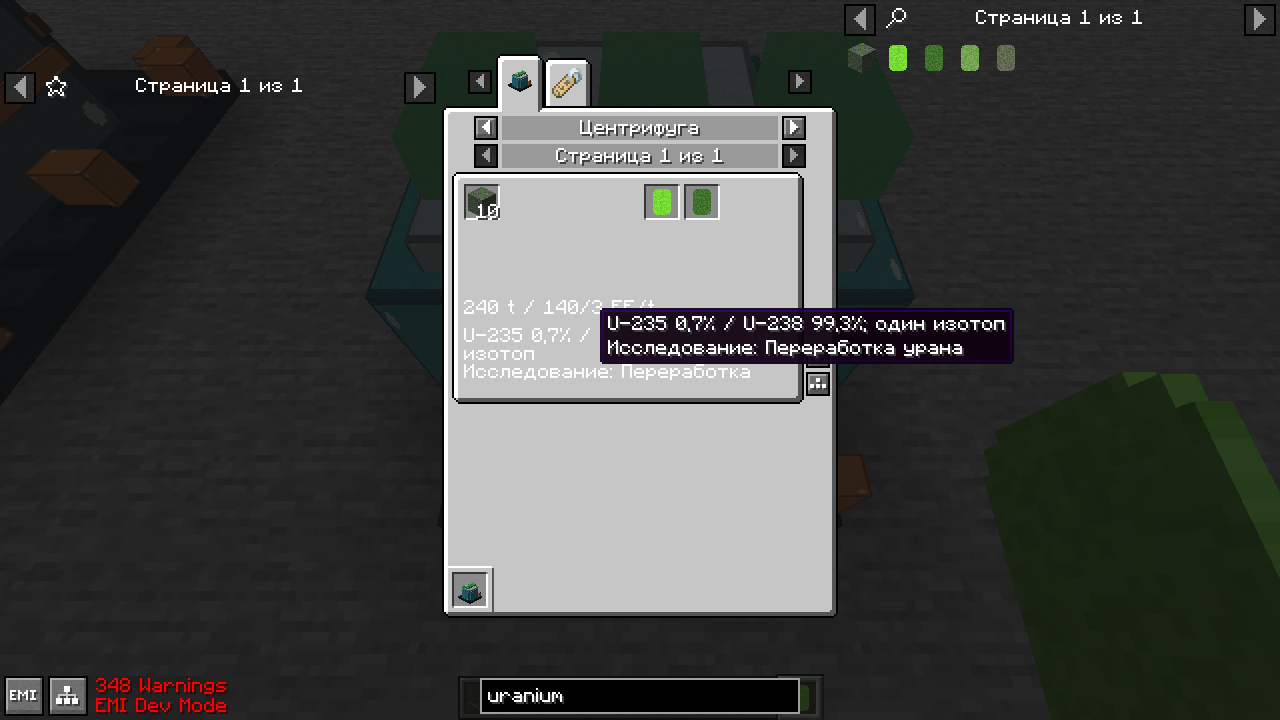 Страница 1 из 1
Страница 1 из 1
Центрифуга
Страница 1 из 1
10
240 t / 140/3 FE/t
U-235 0,7% /
изотоп
Исследование: Переработка
U-235 0,7% / U-238 99,3%; один изотоп
Исследование: Переработка урана
EMI
348 Warnings
EMI Dev Mode
uranium